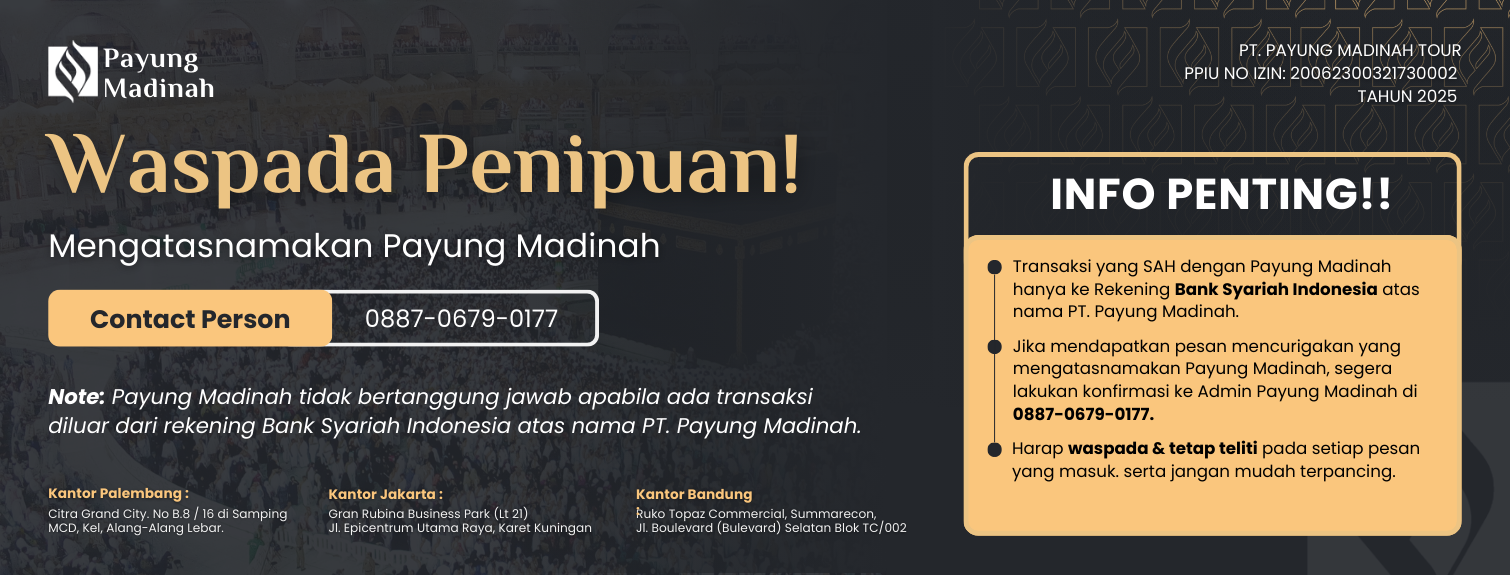 Payung
Madinah
PT. PAYUNG MADINAH TOUR
PPIU NO IZIN: 20062300321730002
TAHUN 2025
Waspada Penipuan!
Mengatasnamakan Payung Madinah
Contact Person
0887-0679-0177
Note: Payung Madinah tidak bertanggung jawab apabila ada transaksi
diluar dari rekening Bank Syariah Indonesia atas nama PT. Payung Madinah.
Kantor Palembang :
Citra Grand City. No B.8 / 16 di Samping
MCD, Kel, Alang-Alang Lebar.
Kantor Jakarta :
Gran Rubina Business Park (Lt 21)
Jl. Epicentrum Utama Raya, Karet Kuningan
Kantor Bandung
:
Ruko Topaz Commercial, Summarecon,
Jl. Boulevard (Bulevard) Selatan Blok TC/002
INFO PENTING!!
Transaksi yang SAH dengan Payung Madinah
hanya ke Rekening Bank Syariah Indonesia atas
nama PT. Payung Madinah.
Jika mendapatkan pesan mencurigakan yang
mengatasnamakan Payung Madinah, segera
lakukan konfirmasi ke Admin Payung Madinah di
0887-0679-0177.
Harap waspada & tetap teliti pada setiap pesan
yang masuk. serta jangan mudah terpancing.